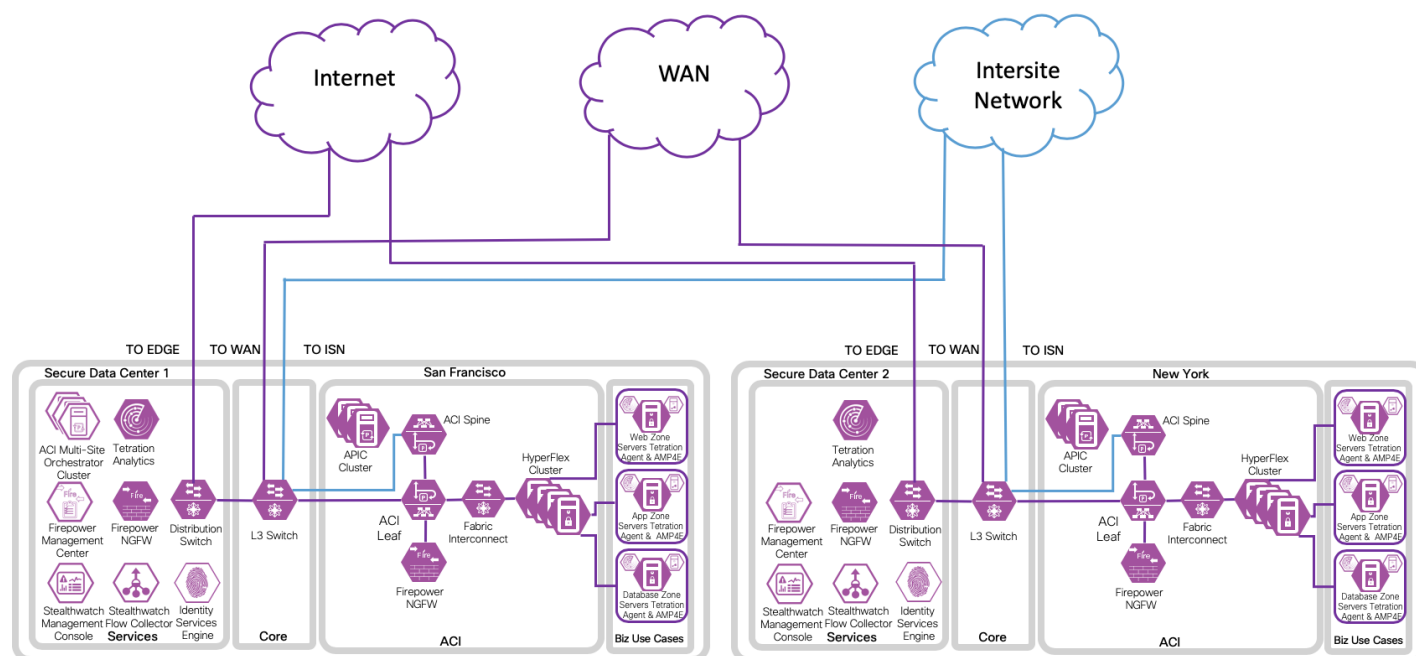 Internet
WAN
Intersite
Network
TO EDGE
TO WAN
TO ISN
TO EDGE
TO WAN
TO ISN
Secure Data Center 1
San Francisco
ACI Multi-Site
Orchestrator
Cluster
Tetration
Analytics
Fire
Firepower
Management
Center
Fire
Firepower
NGFW
Distribution
Switch
Stealthwatch
Management
Console
Stealthwatch
Flow Collector
Identity
Services
Engine
Services
L3 Switch
Core
APIC
Cluster
ACI Spine
ACI
Leaf
Fire
Firepower
NGFW
Fabric
Interconnect
HyperFlex
Cluster
ACI
Web Zone
Servers Tetration
Agent & AMP4E
App Zone
Servers Tetration
Agent & AMP4E
Database Zone
Servers Tetration
Agent & AMP4E
Biz Use Cases
Secure Data Center 2
New York
Tetration
Analytics
Fire
Firepower
Management
Center
Fire
Firepower
NGFW
Distribution
Switch
Stealthwatch
Management
Console
Stealthwatch
Flow Collector
Identity
Services
Engine
Services
L3 Switch
Core
APIC
Cluster
ACI Spine
ACI
Leaf
Fire
Firepower
NGFW
Fabric
Interconnect
HyperFlex
Cluster
ACI
Web Zone
Servers Tetration
Agent & AMP4E
App Zone
Servers Tetration
Agent & AMP4E
Database Zone
Servers Tetration
Agent & AMP4E
Biz Use Cases